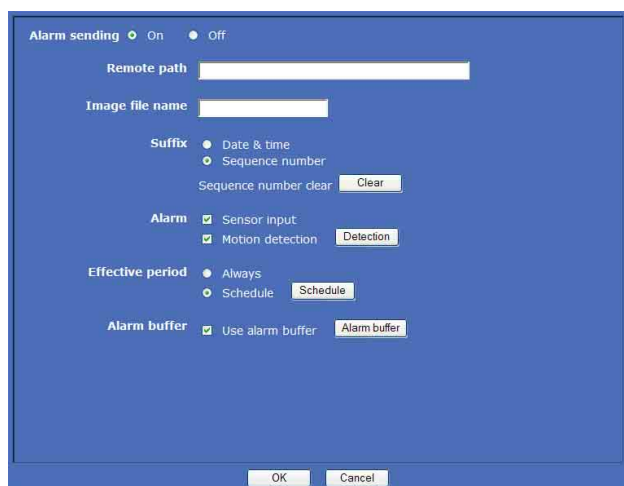 Alarm sending On Off
Remote path
Image file name
Suffix Date & time
Sequence number
Sequence number clear Clear
Alarm Sensor input
Motion detection Detection
Effective period Always
Schedule Schedule
Alarm buffer Use alarm buffer Alarm buffer
OK Cancel